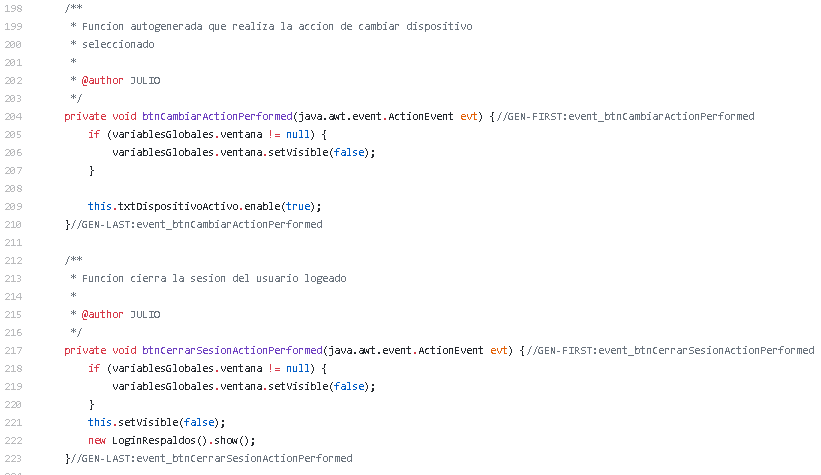 198    /**
199     * Funcion autogenerada que realiza la accion de cambiar dispositivo
200     * seleccionado
201     *
202     * @author JULIO
203     */
204    private void btnCambiarActionPerformed(java.awt.event.ActionEvent evt) {//GEN-FIRST:event_btnCambiarActionPerformed
205        if (variablesGlobales.ventana != null) {
206            variablesGlobales.ventana.setVisible(false);
207        }
208
209        this.txtDispositivoActivo.enable(true);
210    }//GEN-LAST:event_btnCambiarActionPerformed
211
212    /**
213     * Funcion cierra la sesion del usuario logeado
214     *
215     * @author JULIO
216     */
217    private void btnCerrarSesionActionPerformed(java.awt.event.ActionEvent evt) {//GEN-FIRST:event_btnCerrarSesionActionPerformed
218        if (variablesGlobales.ventana != null) {
219            variablesGlobales.ventana.setVisible(false);
220        }
221        this.setVisible(false);
222        new LoginRespaldos().show();
223    }//GEN-LAST:event_btnCerrarSesionActionPerformed